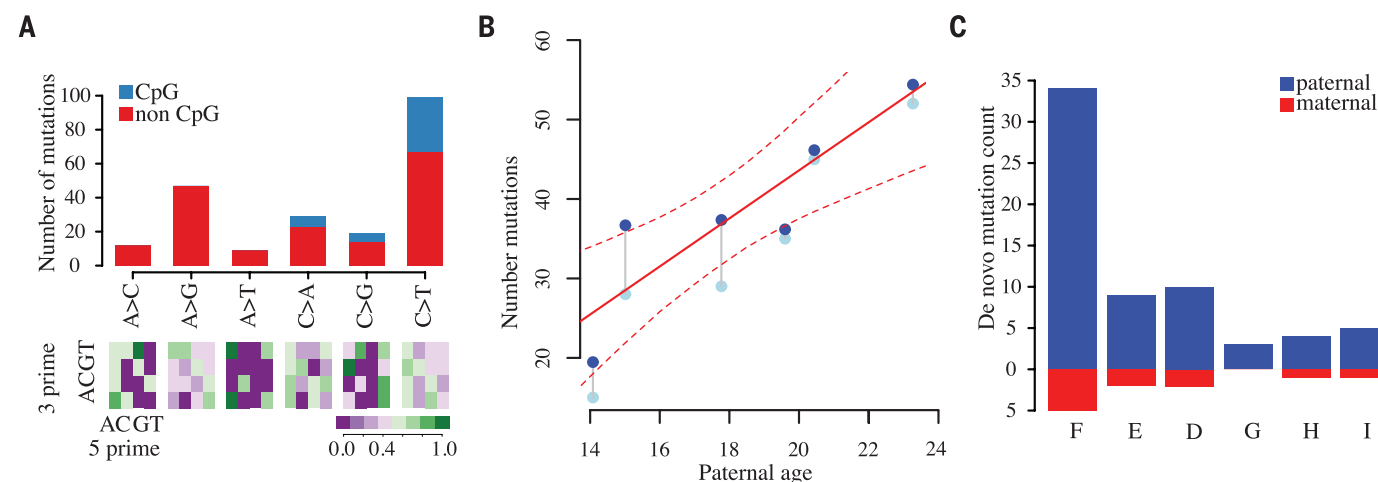 A
Number of mutations
100
80
60
40
20
0
CpG
non CpG
A>C
A>G
A>T
C>A
C>G
C>T
3 prime
ACGT
ACGT
5 prime
0.0
0.4
1.0
B
Number mutations
60
50
40
30
20
14
16
18
20
22
24
Paternal age
C
De novo mutation count
35
30
25
20
15
10
5
0
5
paternal
maternal
F
E
D
G
H
I